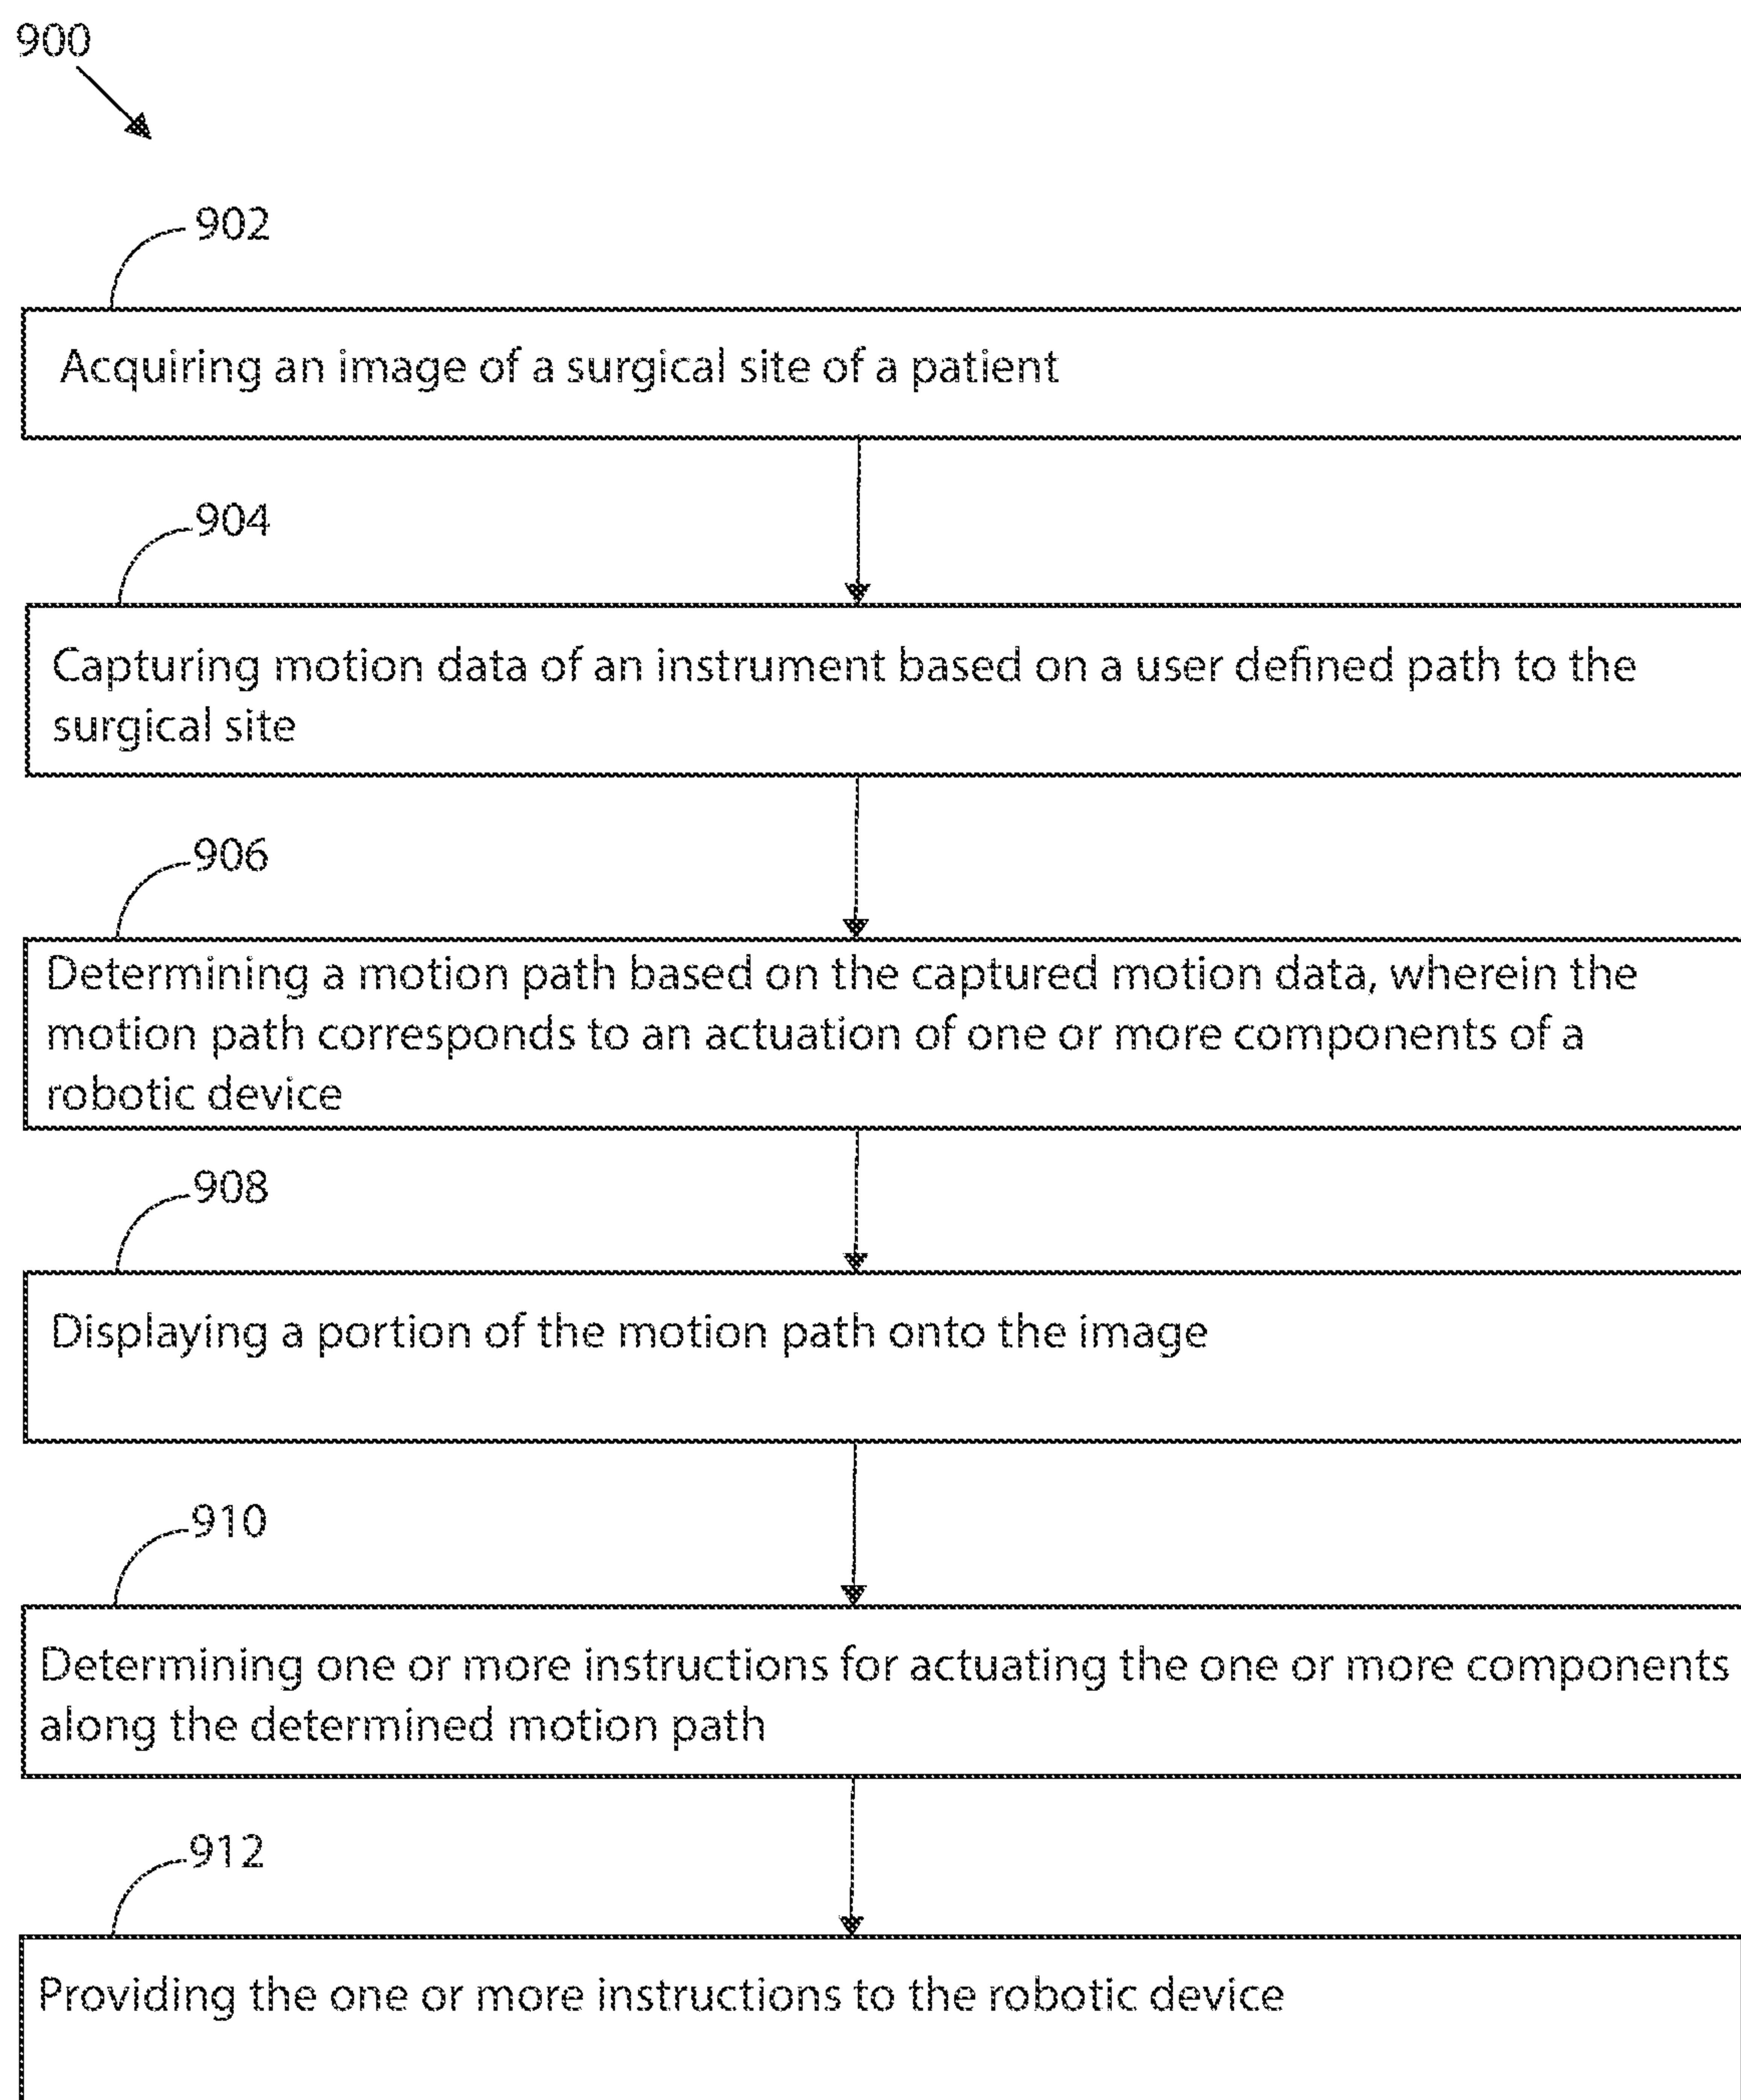 900
902
Acquiring an image of a surgical site of a patient
904
Capturing motion data of an instrument based on a user defined path to the
surgical site
906
Determining a motion path based on the captured motion data, wherein the
motion path corresponds to an actuation of one or more components of a
robotic device
908
Displaying a portion of the motion path onto the image
910
Determining one or more instructions for actuating the one or more components
along the determined motion path
912
Providing the one or more instructions to the robotic device